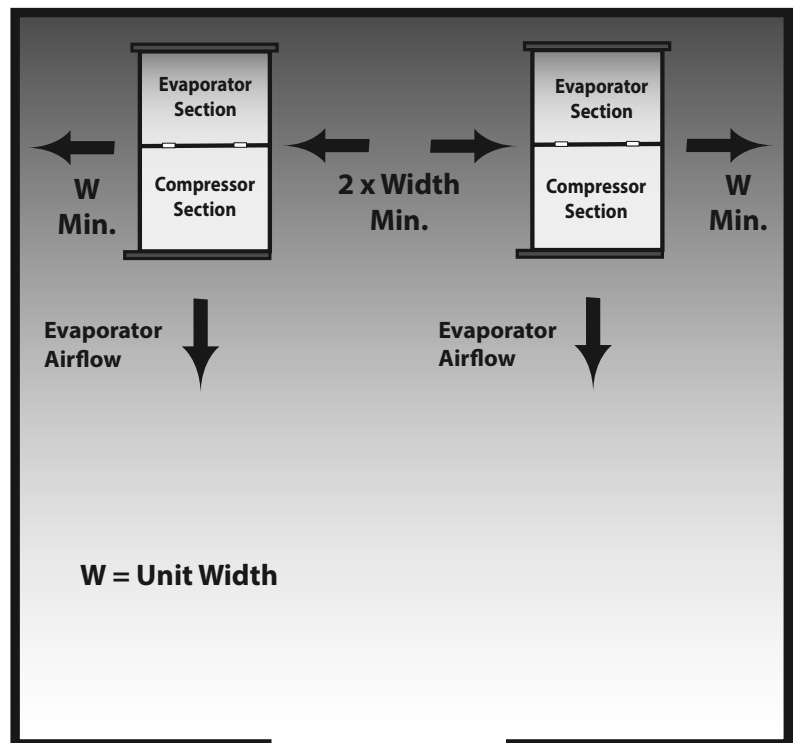 Evaporator
Section
Compressor
Section
Evaporator
Section
Compressor
Section
W
Min.
2 x Width
Min.
W
Min.
Evaporator
Airflow
Evaporator
Airflow
W = Unit Width